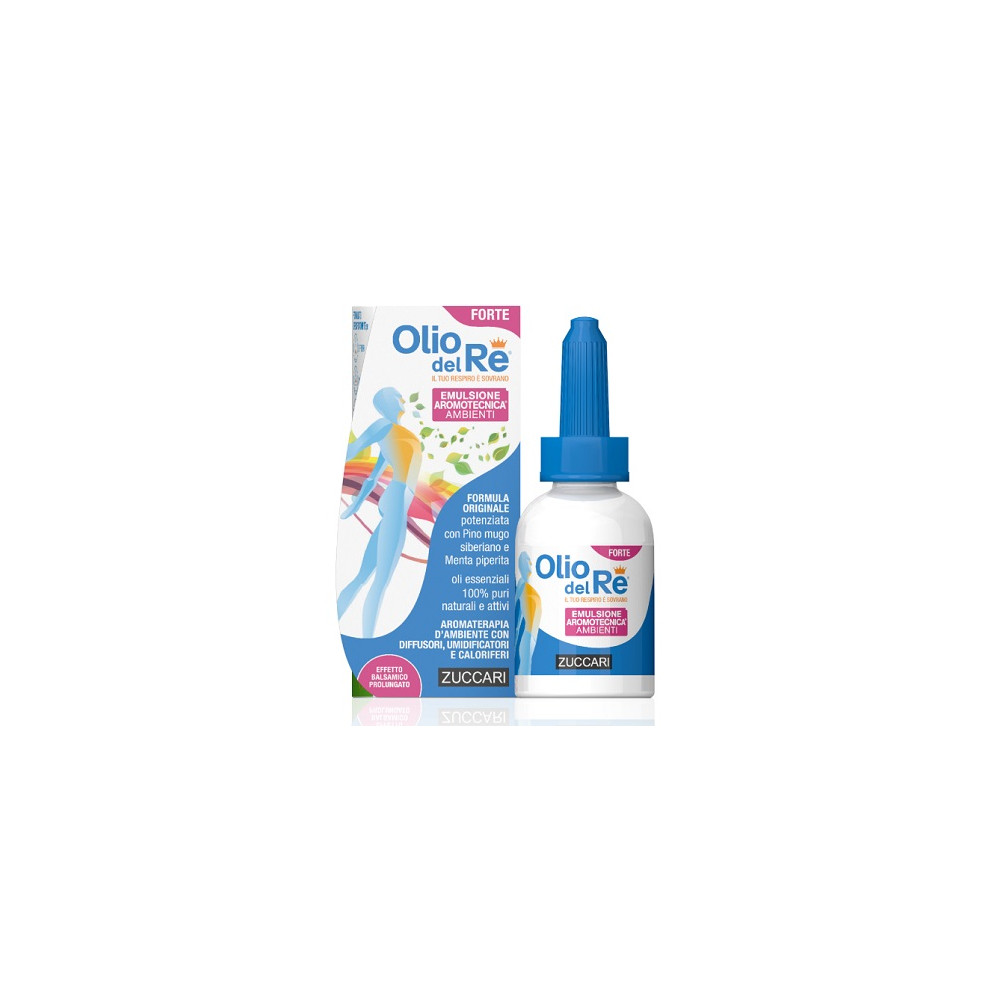 FORTE
Olio
del Re®
IL TUO RESPIRO È SOVRANO
EMULSIONE
AROMOTECNICA®
AMBIENTI
FORMULA
ORIGINALE
potenziata
con Pino mugo
siberiano e
Menta piperita
oli essenziali
100% puri
naturali e attivi
AROMATERAPIA
D'AMBIENTE CON
DIFFUSORI, UMIDIFICATORI
E CALORIFERI
EFFETTO
BALSAMICO
PROLUNGATO
ZUCCARI
FORTE
Olio
del Re®
IL TUO RESPIRO È SOVRANO
EMULSIONE
AROMOTECNICA®
AMBIENTI
ZUCCARI